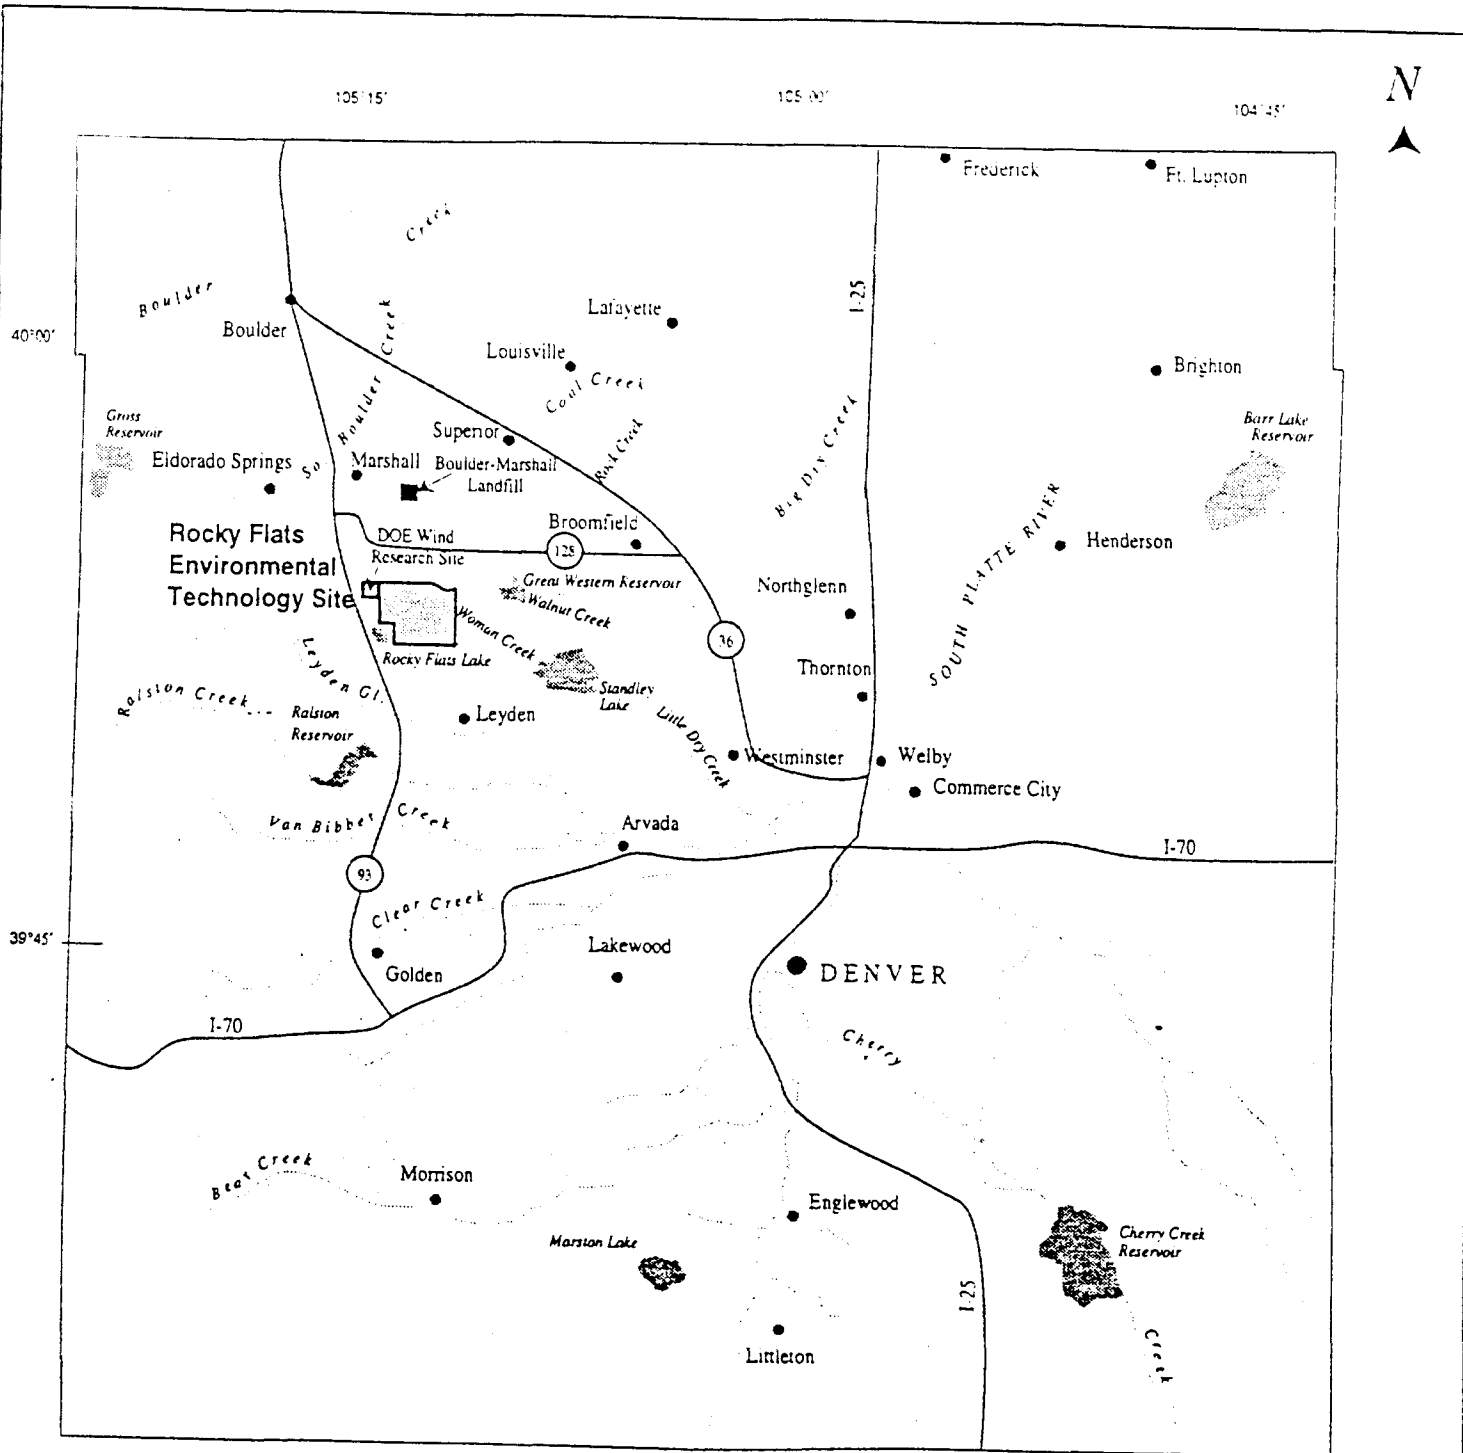 N
105°15'
105°00'
104°45'
Frederick
Ft. Lupton
Creek
Boulder
I-25
Lafayette
Boulder
40°00'
Louisville
Coal Creek
Brighton
Gross
Reservoir
So Boulder Creek
Superior
Rock Creek
Big Dry Creek
Barr Lake
Reservoir
Eldorado Springs
Marshall
Boulder-Marshall
Landfill
SOUTH PLATTE RIVER
Rocky Flats
Environmental
Technology Site
DOE Wind
Research Site
Broomfield
128
Henderson
Great Western Reservoir
Walnut Creek
Northglenn
Woman Creek
36
Rocky Flats Lake
Leyden Gl.
Thornton
Standley
Lake
Ralston Creek
Ralston
Reservoir
Leyden
Little Dry Creek
Westminster
Welby
Commerce City
Van Bibber Creek
Arvada
I-70
93
Clear Creek
39°45'
Golden
Lakewood
DENVER
I-70
Cherry
Bear Creek
Morrison
Englewood
Marston Lake
Cherry Creek
Reservoir
I-25
Creek
Littleton